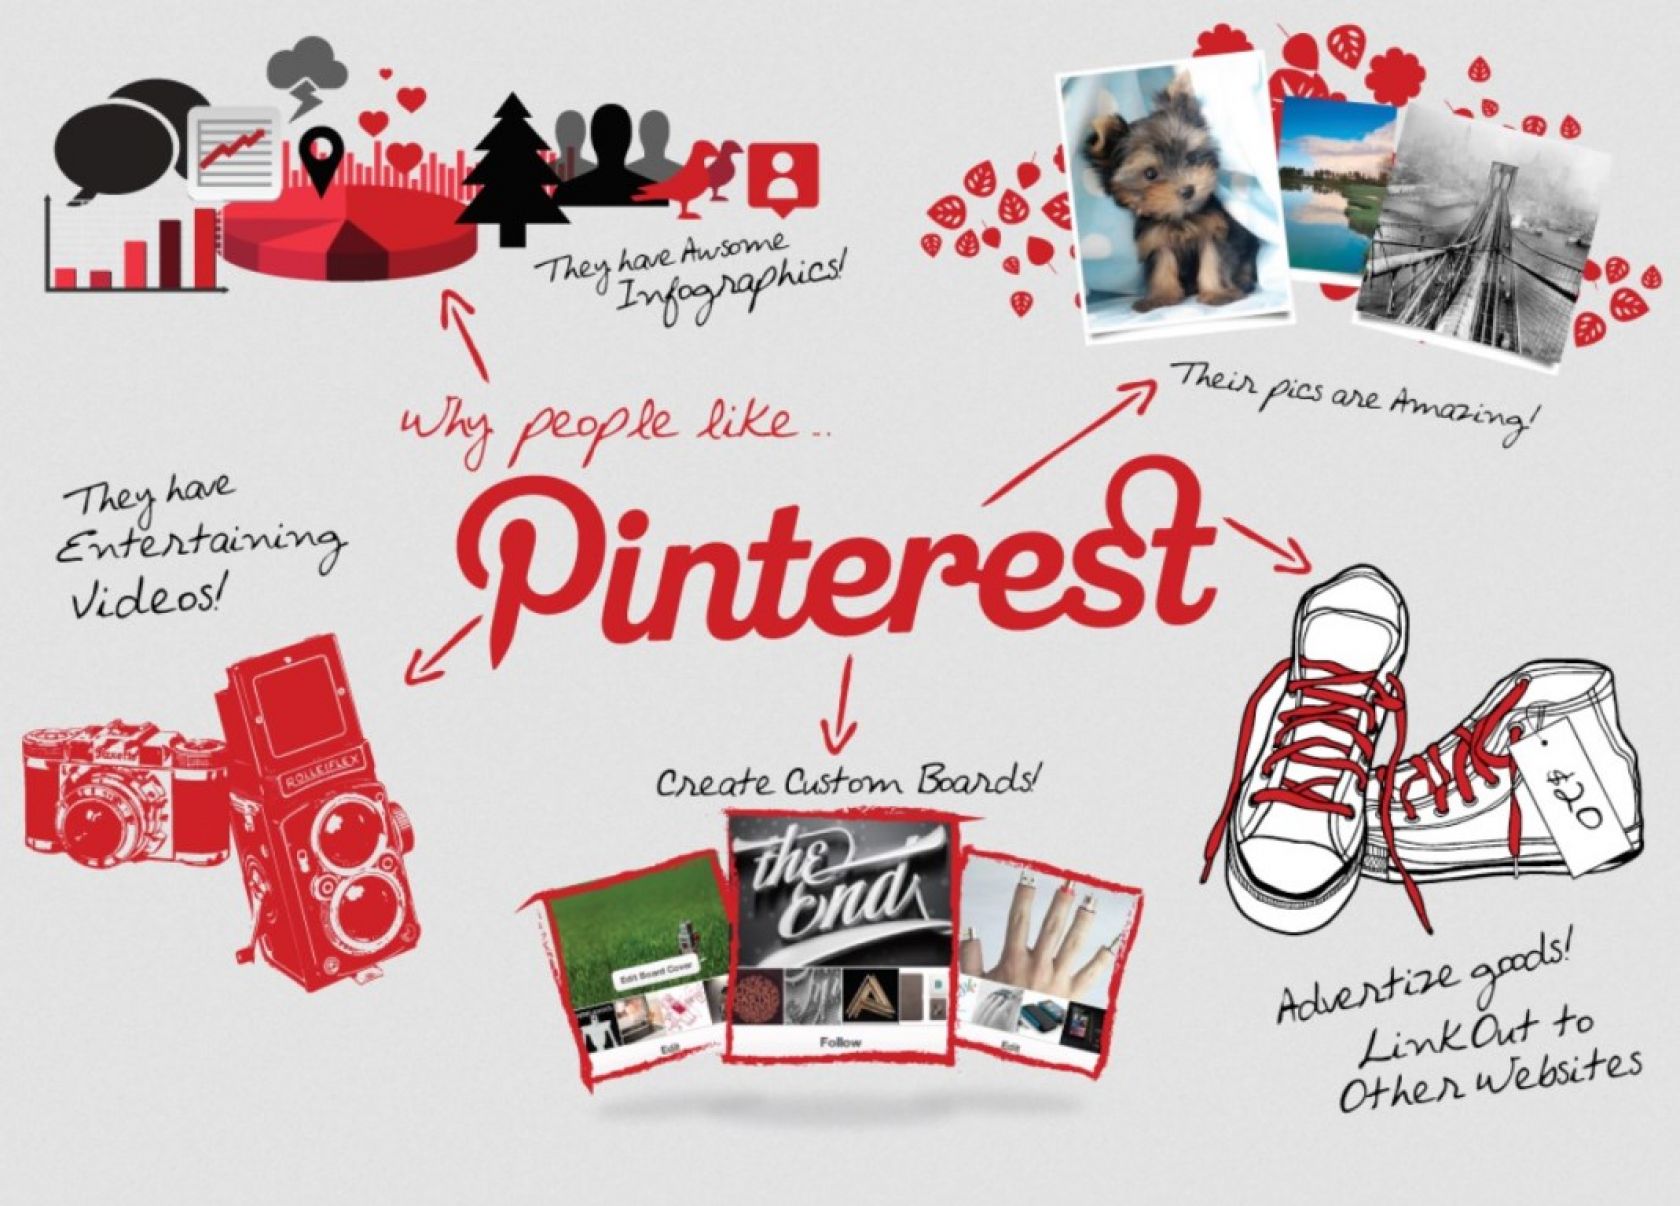 They have Awsome
Infographics!
Their pics are Amazing!
Why people like ..
Pinterest
They have
Entertaining
Videos!
ROLLEIFLEX
$20
Create Custom Boards!
the
end
Edit Board Cover
Edit
Follow
Edit
Advertize goods!
Link Out to
Other Websites